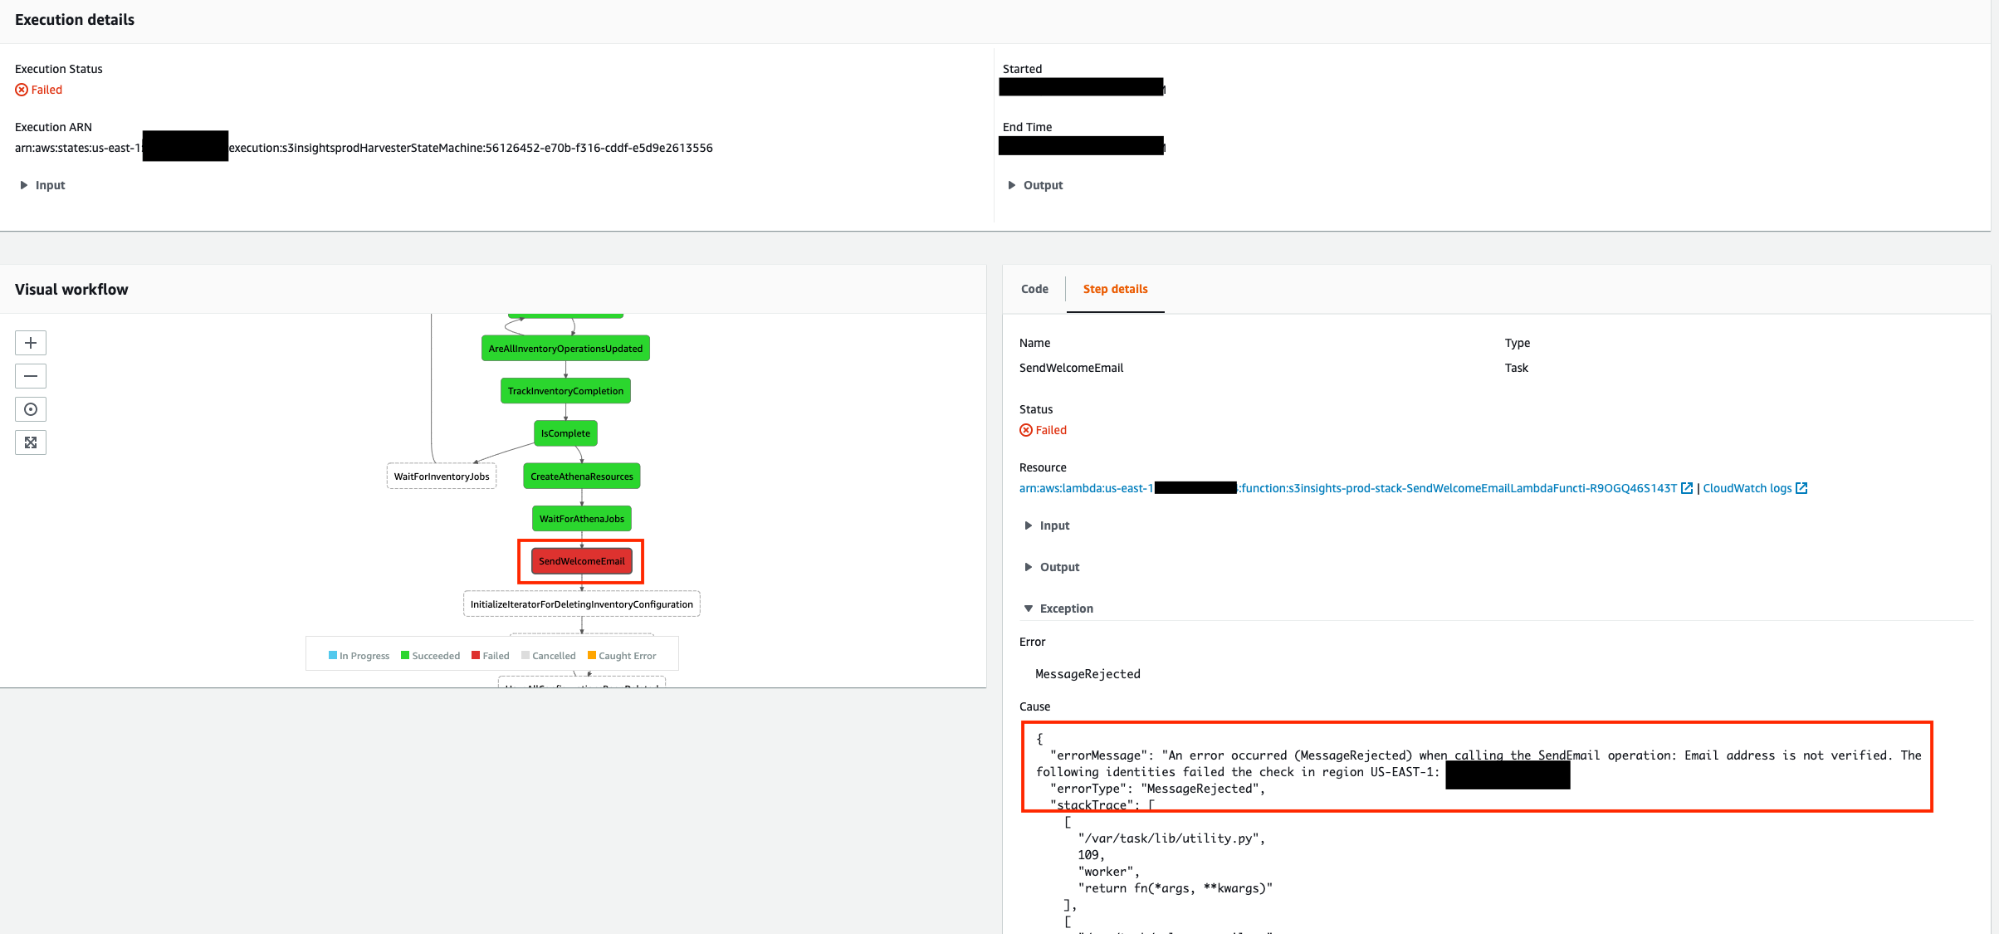 Execution details
Execution Status
Failed
Execution ARN
arn:aws:states:us-east-1 execution:s3insightsprodHarvesterStateMachine:56126452-e70b-f316-cddf-e5d9e2613556
Input
Started
End Time
Output
Visual workflow
AreAllInventoryOperationsUpdated
TrackInventoryCompletion
IsComplete
WaitForInventoryJobs
CreateAthenaResources
WaitForAthenaJobs
SendWelcomeEmail
InitializeIteratorForDeletingInventoryConfiguration
In Progress Succeeded Failed Cancelled Caught Error
Code Step details
Name Type
SendWelcomeEmail Task
Status
Failed
Resource
arn:aws:lambda:us-east-1 :function:s3insights-prod-stack-SendWelcomeEmailLambdaFuncti-R9OGQ46S143T | CloudWatch logs
Input
Output
Exception
Error
MessageRejected
Cause
{
"errorMessage": "An error occurred (MessageRejected) when calling the SendEmail operation: Email address is not verified. The
following identities failed the check in region US-EAST-1:
"errorType": "MessageRejected",
"stackTrace": [
[
"/var/task/lib/utility.py",
109,
"worker",
"return fn(*args, **kwargs)"
],
[